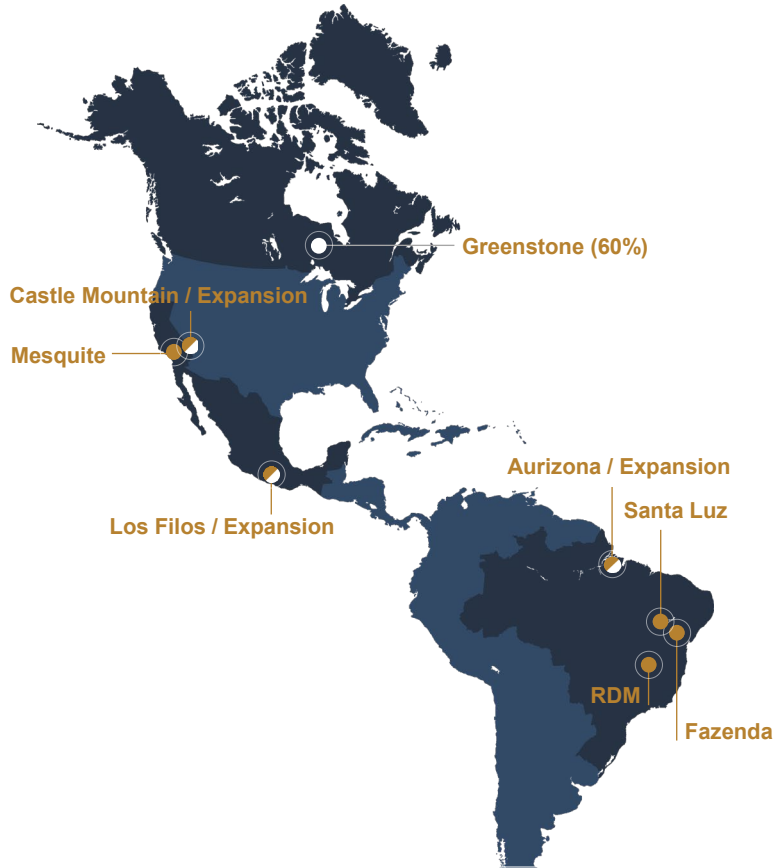 Greenstone (60%)
Castle Mountain / Expansion
Mesquite
Aurizona / Expansion
Santa Luz
Los Filos / Expansion
RDM
Fazenda